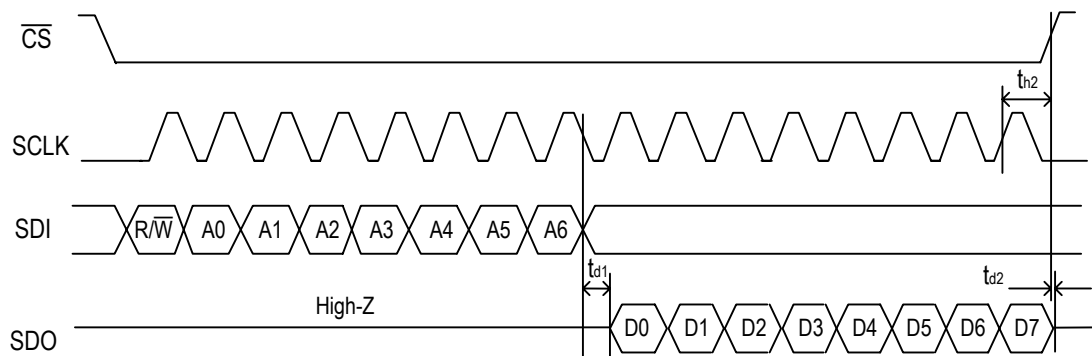 C̅S̅
th2
SCLK
SDI R/W̅ A0 A1 A2 A3 A4 A5 A6
td1 td2
High-Z
SDO D0 D1 D2 D3 D4 D5 D6 D7